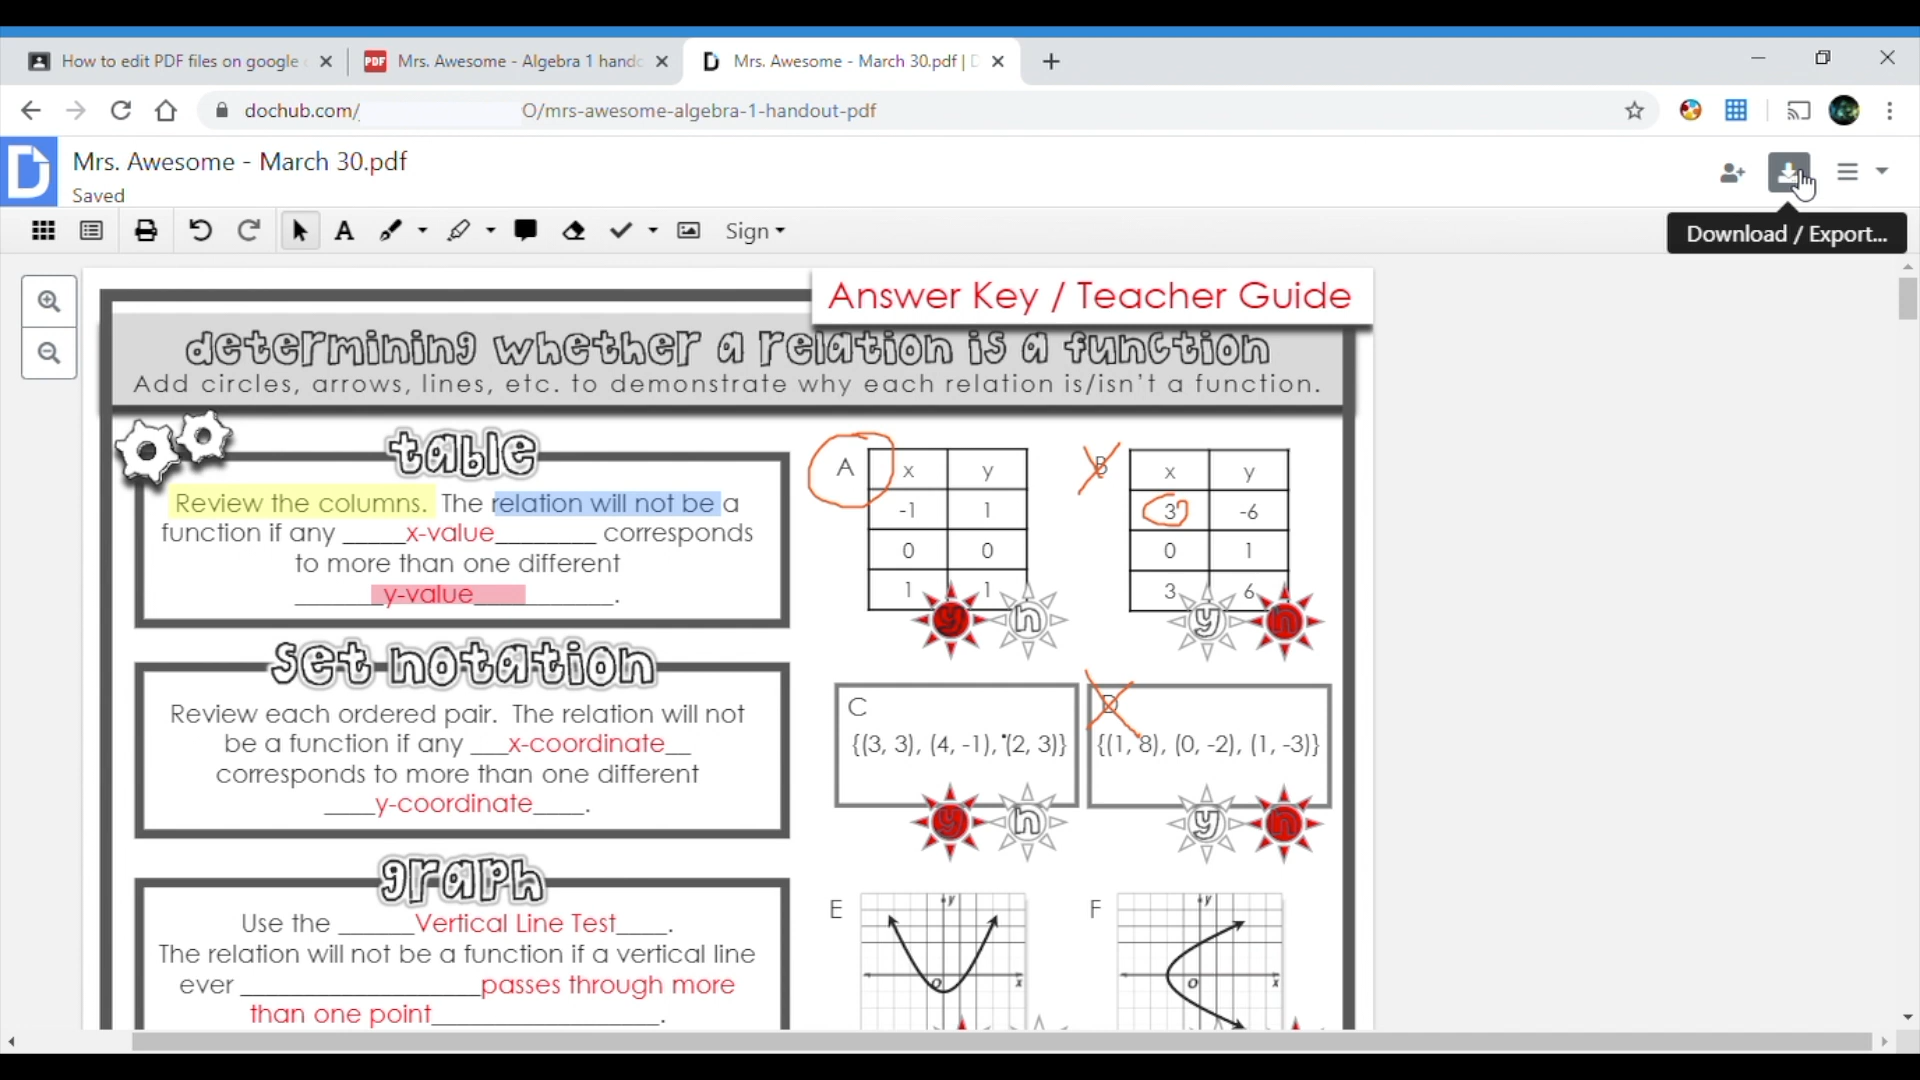 How to edit PDF files on google
Mrs. Awesome - Algebra 1 hando
Mrs. Awesome - March 30.pdf | D
dochub.com/ O/mrs-awesome-algebra-1-handout-pdf
Mrs. Awesome - March 30.pdf
Saved
Sign
Download / Export...
Answer Key / Teacher Guide
determining whether a relation is a function
Add circles, arrows, lines, etc. to demonstrate why each relation is/isn't a function.
table
Review the columns. The relation will not be a
function if any _____x-value________ corresponds
to more than one different
_______y-value___________.
A
x y
-1 1
0 0
1 1
y n
B
x y
3 -6
0 1
3 6
y n
set notation
Review each ordered pair. The relation will not
be a function if any ___x-coordinate__
corresponds to more than one different
____y-coordinate____.
C
{(3, 3), (4, -1), (2, 3)}
y n
D
{(1, 8), (0, -2), (1, -3)}
y n
graph
Use the ______Vertical Line Test____.
The relation will not be a function if a vertical line
ever ___________________passes through more
than one point__________________.
E
y
O x
F
y
O x